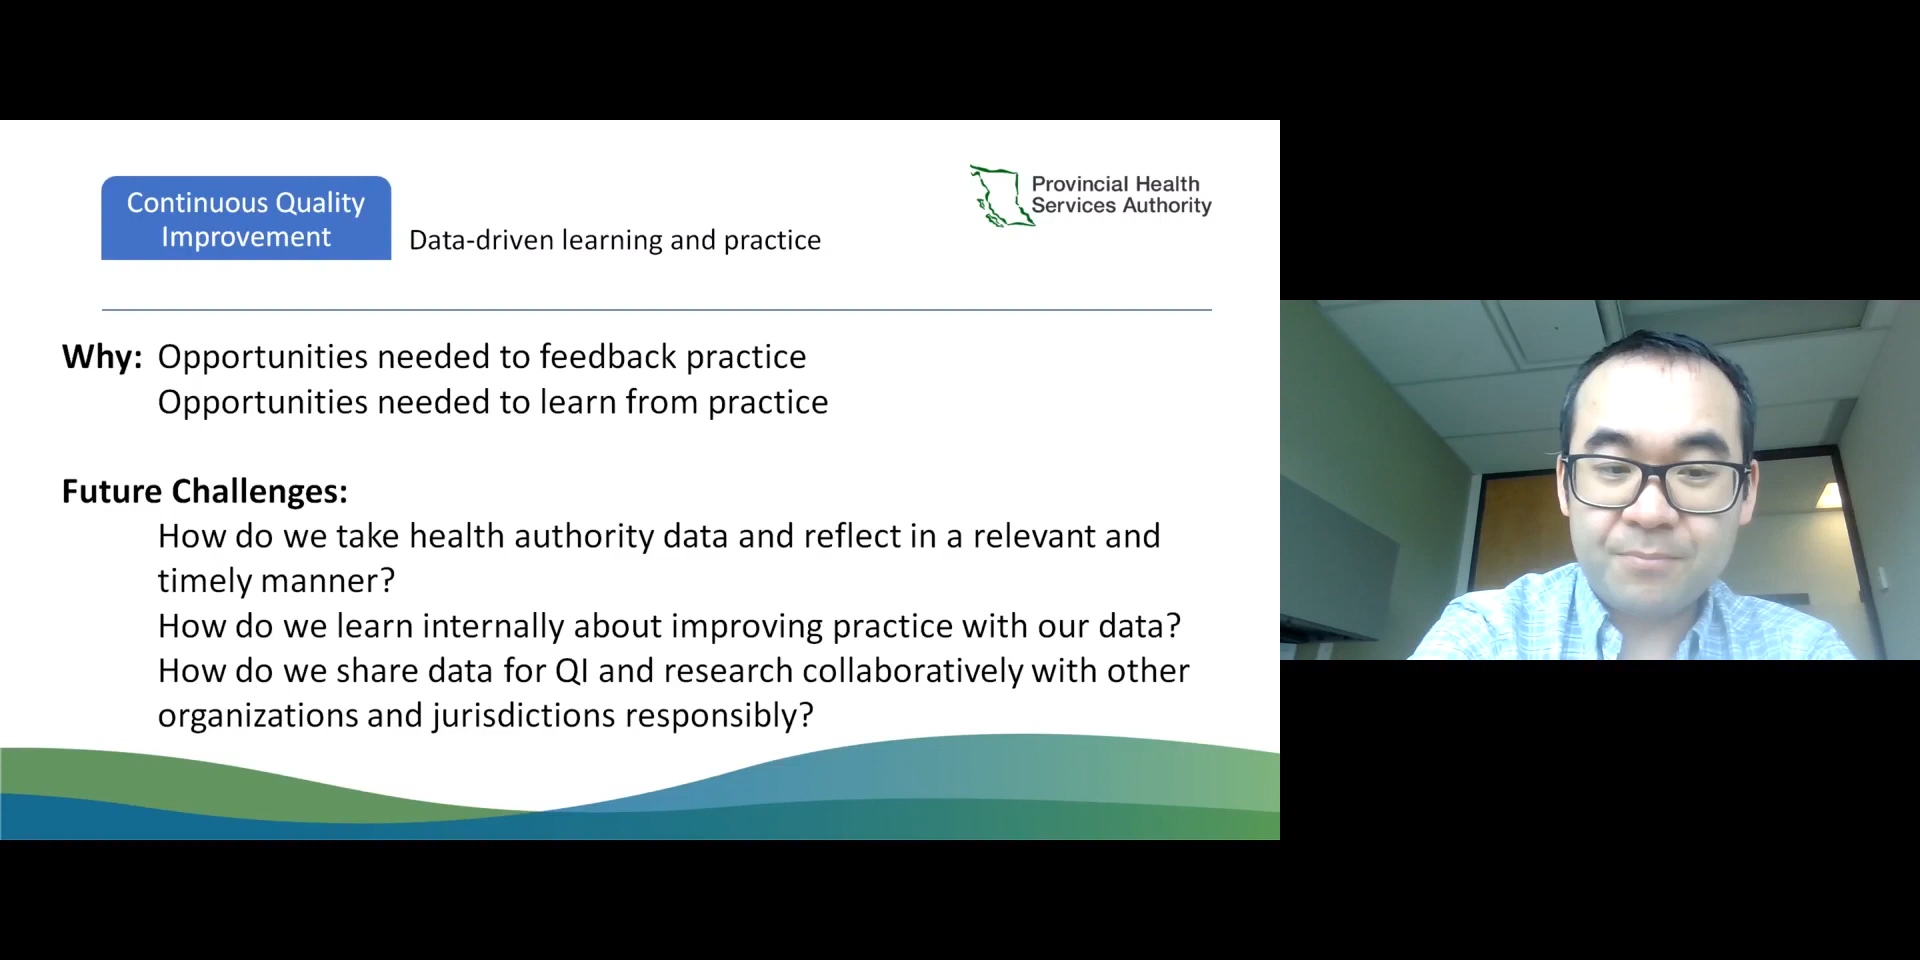 Continuous Quality
Improvement
Data-driven learning and practice
Provincial Health
Services Authority
Why: Opportunities needed to feedback practice
Opportunities needed to learn from practice
Future Challenges:
How do we take health authority data and reflect in a relevant and
timely manner?
How do we learn internally about improving practice with our data?
How do we share data for QI and research collaboratively with other
organizations and jurisdictions responsibly?